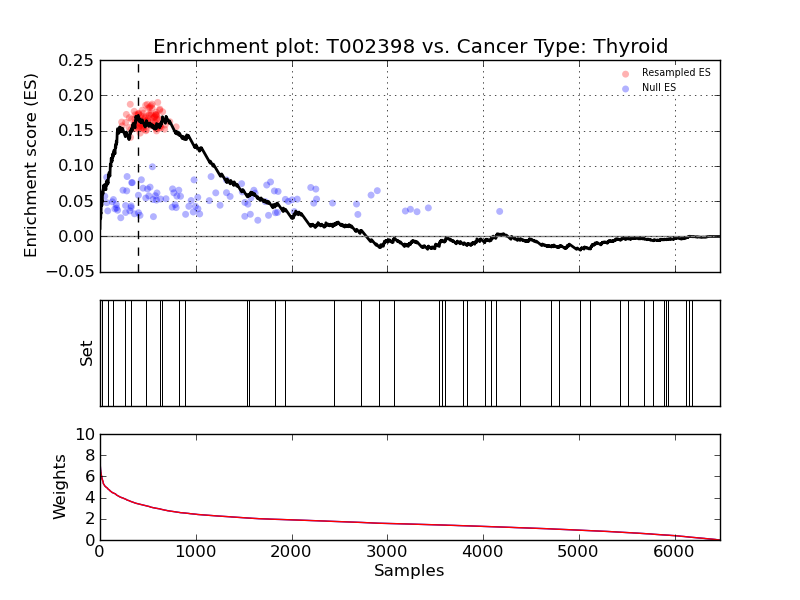 Enrichment plot: T002398 vs. Cancer Type: Thyroid
Enrichment score (ES)
0.25
0.20
0.15
0.10
0.05
0.00
−0.05
Resampled ES
Null ES
Set
Weights
10
8
6
4
2
0
0 1000 2000 3000 4000 5000 6000
Samples